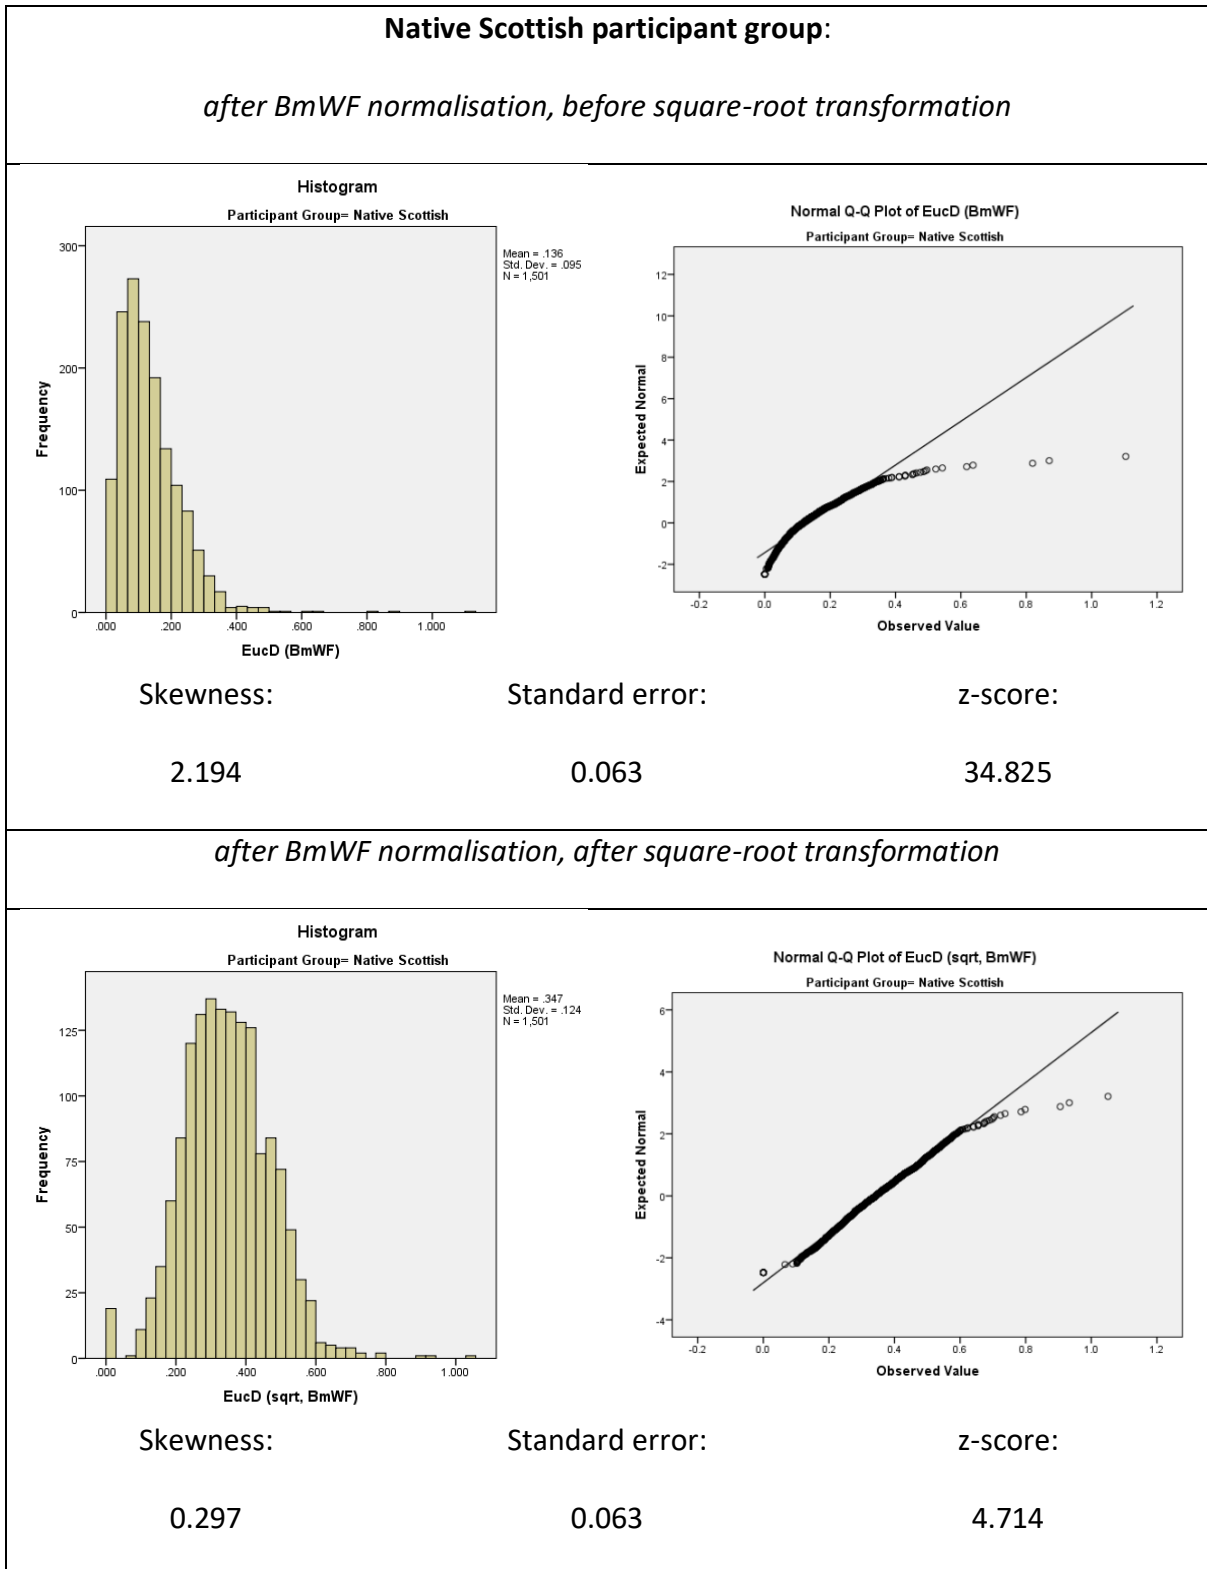 Native Scottish participant group:
after BmWF normalisation, before square-root transformation
Histogram
Participant Group= Native Scottish
Mean = .136
Std. Dev. = .095
N = 1,501
300
200
100
0
Frequency
.000 .200 .400 .600 .800 1.000
EucD (BmWF)
Normal Q-Q Plot of EucD (BmWF)
Participant Group= Native Scottish
12
10
8
6
4
2
0
-2
Expected Normal
-0.2 0.0 0.2 0.4 0.6 0.8 1.0 1.2
Observed Value
Skewness: Standard error: z-score:
2.194 0.063 34.825
after BmWF normalisation, after square-root transformation
Histogram
Participant Group= Native Scottish
Mean = .347
Std. Dev. = .124
N = 1,501
125
100
75
50
25
0
Frequency
.000 .200 .400 .600 .800 1.000
EucD (sqrt, BmWF)
Normal Q-Q Plot of EucD (sqrt, BmWF)
Participant Group= Native Scottish
6
4
2
0
-2
-4
Expected Normal
-0.2 0.0 0.2 0.4 0.6 0.8 1.0 1.2
Observed Value
Skewness: Standard error: z-score:
0.297 0.063 4.714